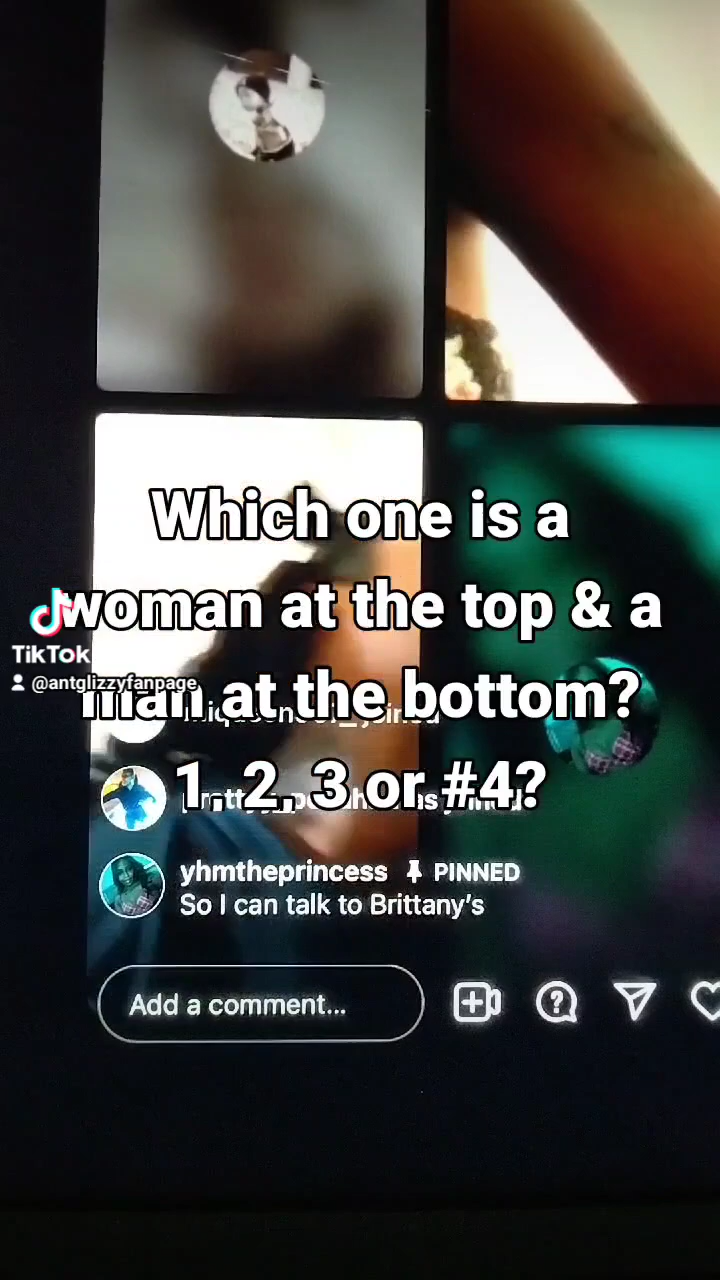 Which one is a
woman at the top & a
TikTok
@antglizzyfanpage
man at the bottom?
joined
1, 2, 3 or #4?
yhmtheprincess PINNED
So I can talk to Brittany's
Add a comment...